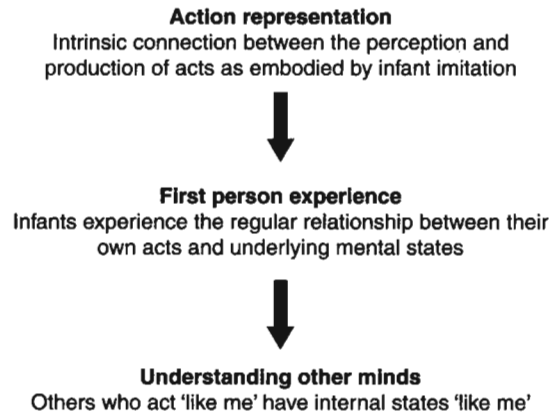 Action representation
Intrinsic connection between the perception and
production of acts as embodied by infant imitation
First person experience
Infants experience the regular relationship between their
own acts and underlying mental states
Understanding other minds
Others who act ‘like me’ have internal states ‘like me’